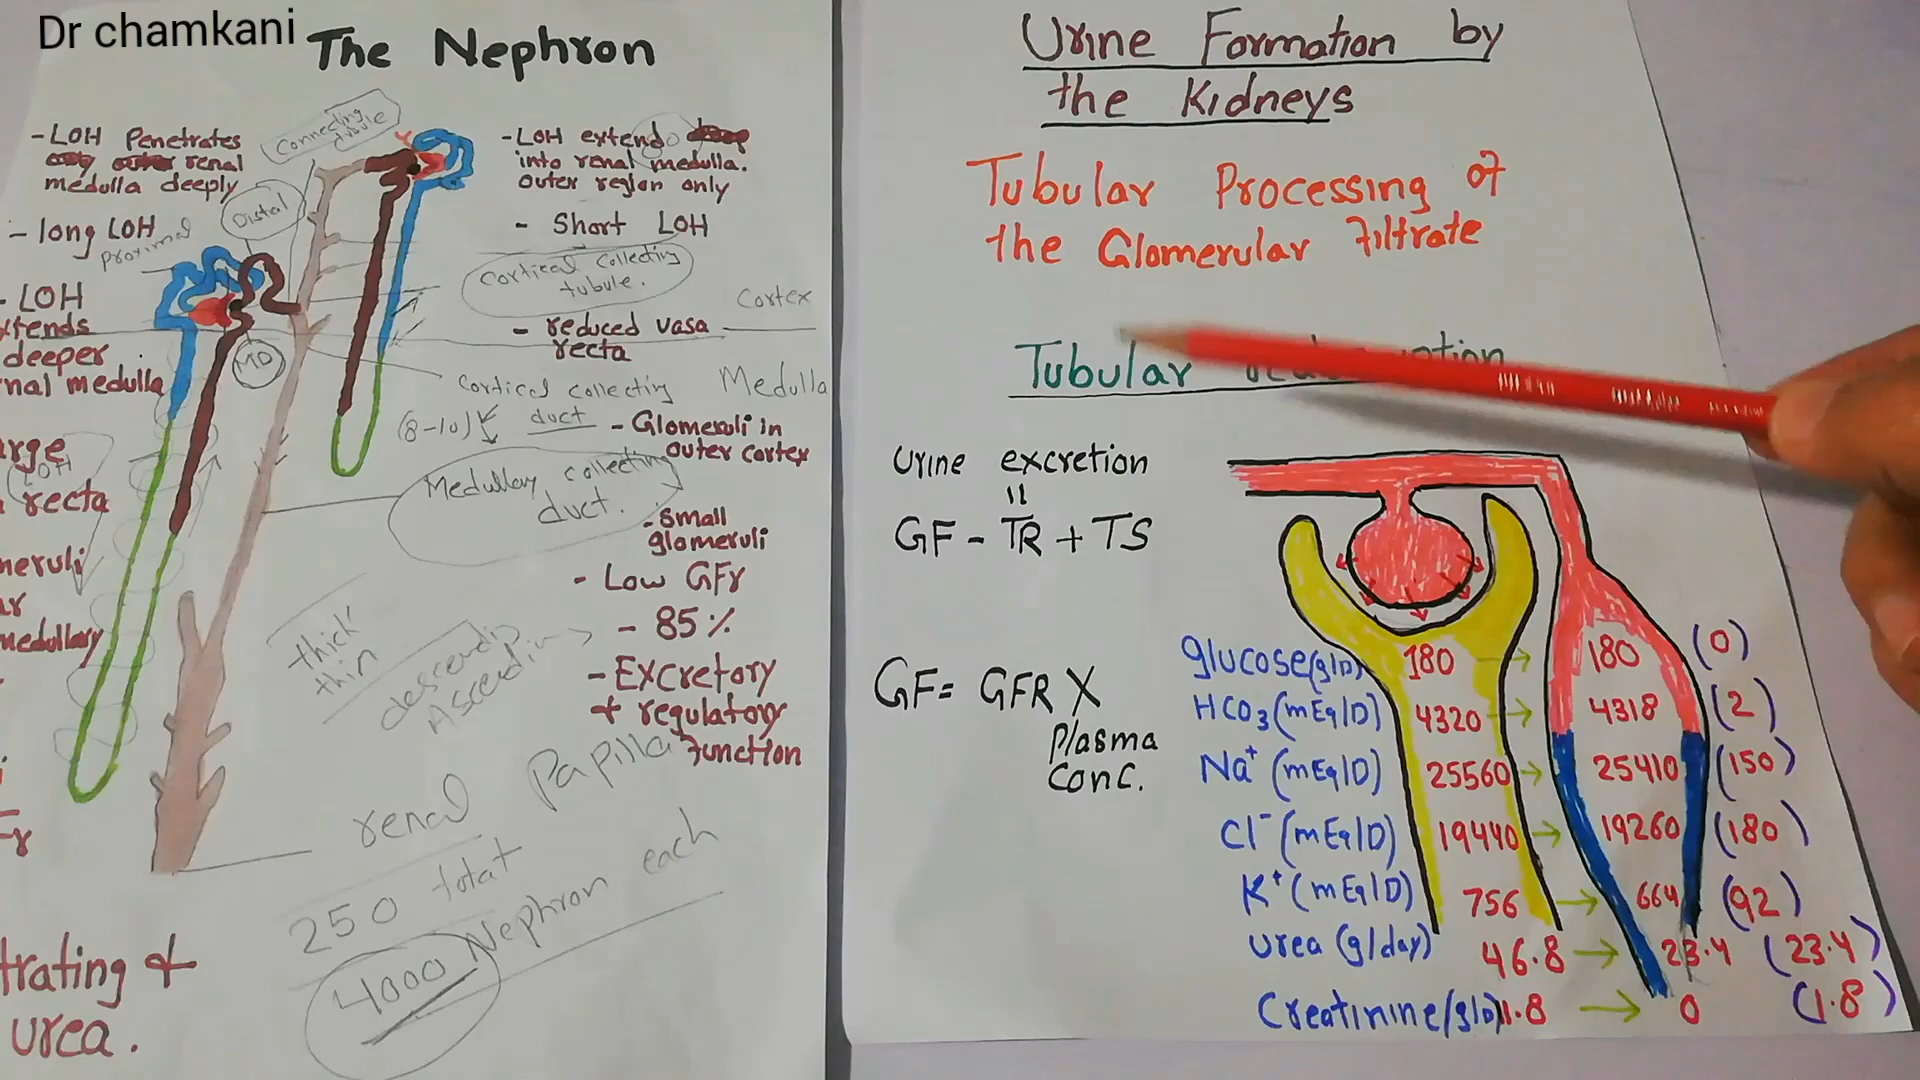 Dr chamkani
The Nephron
-LOH Penetrates
renal
medulla deeply
- long LOH
Proximal
Distal
Connecting
tubule
- LOH
deeper
medulla
recta
LOH
MD
-LOH extend
into renal medulla.
outer region only
- Short LOH
Cortical Collecting
tubule.
Cortex
- reduced vasa
recta
Cortical collecting
duct
Medulla
(8-10)
- Glomeruli in
outer cortex
Medullary collecting
duct.
- Small
glomeruli
- Low GFr
- 85%
- Excretory
+ regulatory
function
thick
thin
renal Papilla
250 total
4000 Nephron each
urea.
Urine Formation by
the Kidneys
Tubular Processing of
the Glomerular Filtrate
Tubular
Urine excretion
=
GF - TR + TS
GF = GFR X
Plasma
Conc.
Glucose(g/D) 180 → 180 (0)
HCO3(mEq/D) 4320 → 4318 (2)
Na+ (mEq/D) 25560 → 25410 (150)
Cl- (mEq/D) 19440 → 19260 (180)
K+ (mEq/D) 756 → 664 (92)
Urea (g/day) 46.8 → 23.4 (23.4)
Creatinine(g/D) 1.8 → 0 (1.8)